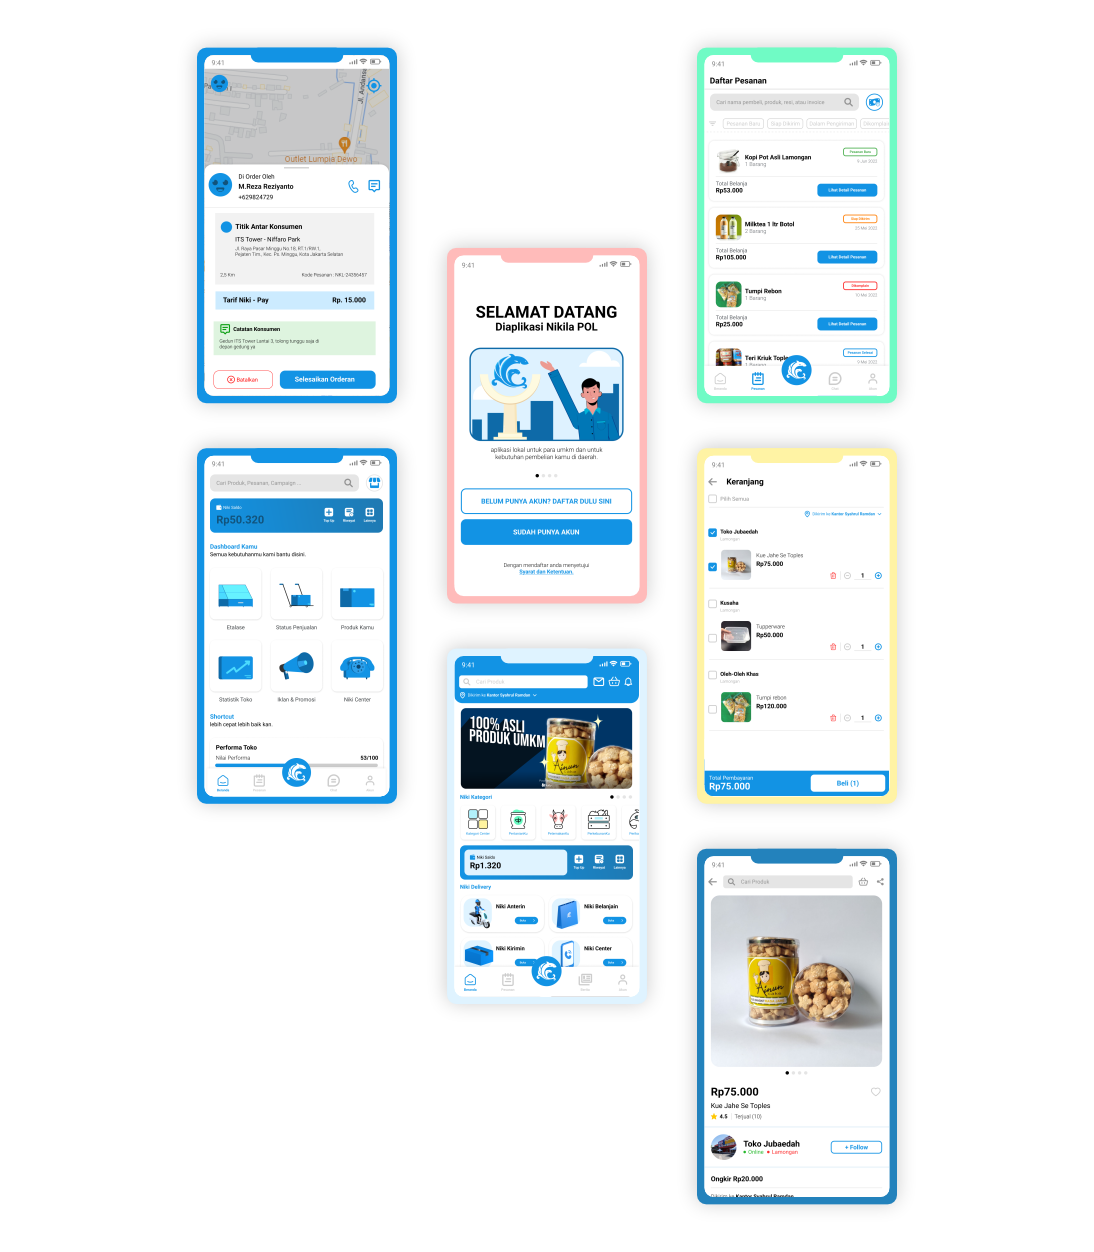 9:41
Jl. Andansa
Outlet Lumpia Dewo
Di Order Oleh
M.Reza Reziyanto
+629824729
Titik Antar Konsumen
ITS Tower - Niffaro Park
Jl. Raya Pasar Minggu No.18, RT.1/RW.1,
Pejaten Tim., Kec. Ps. Minggu, Kota Jakarta Selatan
2,5 Km
Kode Pesanan : NKL-24356457
Tarif Niki - Pay
Rp. 15.000
Catatan Konsumen
Gedun ITS Tower Lantai 3, tolong tunggu saja di
depan gedung ya
Batalkan
Selesaikan Orderan
9:41
Cari Produk, Pesanan, Campaign ...
Niki Saldo
Rp50.320
Top Up
Riwayat
Lainnya
Dashboard Kamu
Semua kebutuhanmu kami bantu disini.
Etalase
Status Penjualan
Produk Kamu
Statistik Toko
Iklan & Promosi
Niki Center
Shortcut
lebih cepat lebih baik kan.
Performa Toko
Nilai Performa
53/100
Beranda
Pesanan
Chat
Akun
9:41
SELAMAT DATANG
Diaplikasi Nikila POL
aplikasi lokal untuk para umkm dan untuk
kebutuhan pembelian kamu di daerah.
BELUM PUNYA AKUN? DAFTAR DULU SINI
SUDAH PUNYA AKUN
Dengan mendaftar anda menyetujui
Syarat dan Ketentuan.
9:41
Cari Produk
Dikirim ke Kantor Syahrul Ramdan
100% ASLI
PRODUK UMKM
Ainun
Niki Kategori
Kategori Center
Niki Saldo
Rp1.320
Top Up
Riwayat
Lainnya
Niki Delivery
Niki Anterin
Niki Belanjain
Niki Kirimin
Niki Center
Beranda
Pesanan
Akun
9:41
Daftar Pesanan
Cari nama pembeli, produk, resi, atau invoice
Pesanan Baru
Siap Dikirim
Dalam Pengiriman
Dikomplain
Kopi Pot Asli Lamongan
1 Barang
Pesanan Baru
5 Jun 2022
Total Belanja
Rp53.000
Lihat Detail Pesanan
Milktea 1 ltr Botol
2 Barang
Siap Dikirim
Total Belanja
Rp105.000
Lihat Detail Pesanan
Tumpi Rebon
1 Barang
Dikomplain
10 Mei 2022
Total Belanja
Rp25.000
Lihat Detail Pesanan
Teri Kriuk Tople
1 Barang
Pesanan Selesai
9 Mei 2022
Beranda
Pesanan
Chat
Akun
9:41
Keranjang
Pilih Semua
Dikirim ke Kantor Syahrul Ramdan
Toko Jubaedah
Lamongan
Kue Jahe Se Toples
Rp75.000
1
Kusaha
Lamongan
Tupperware
Rp50.000
1
Oleh-Oleh Khas
Lamongan
Tumpi rebon
Rp120.000
1
Total Pembayaran
Rp75.000
Beli (1)
9:41
Cari Produk
Ainun
Rp75.000
Kue Jahe Se Toples
4.5
Terjual (10)
Toko Jubaedah
Online
Lamongan
+ Follow
Ongkir Rp20.000
Dikirim ke Kantor Syahrul Ramdan